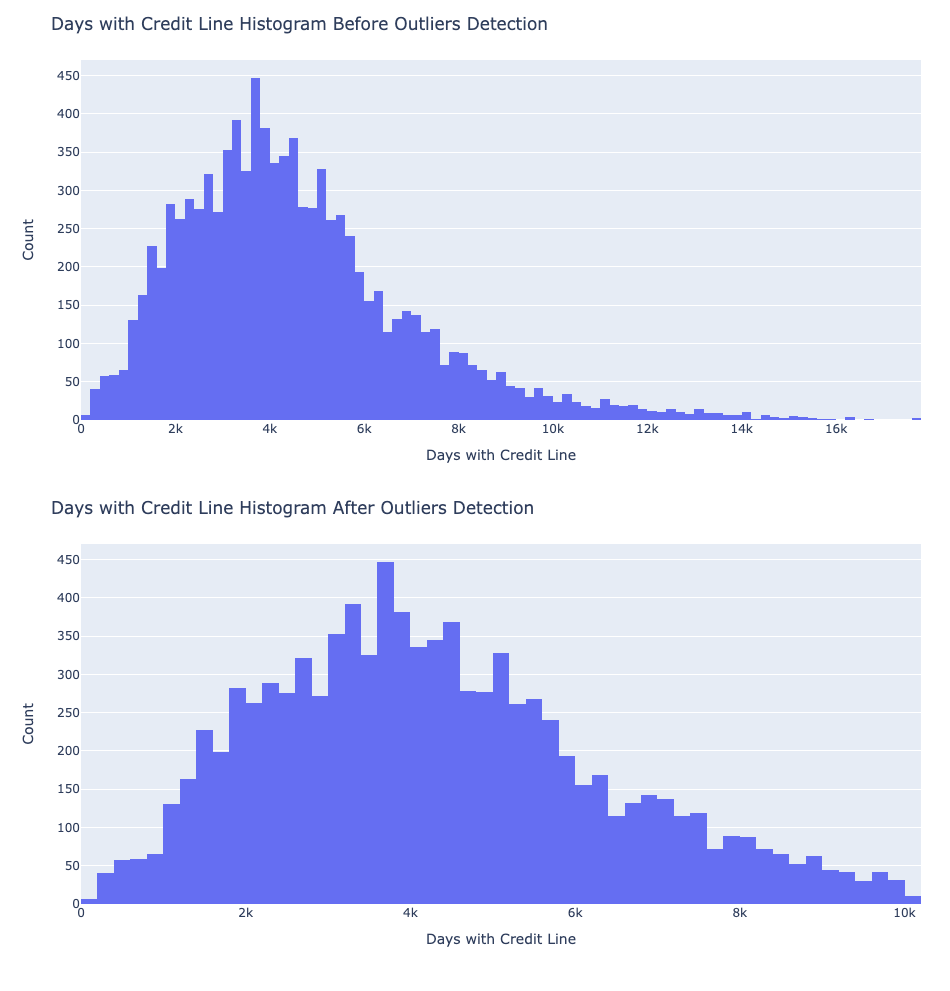 Days with Credit Line Histogram Before Outliers Detection
450
400
350
300
250
200
150
100
50
0
Count
0 2k 4k 6k 8k 10k 12k 14k 16k
Days with Credit Line
Days with Credit Line Histogram After Outliers Detection
450
400
350
300
250
200
150
100
50
0
Count
0 2k 4k 6k 8k 10k
Days with Credit Line